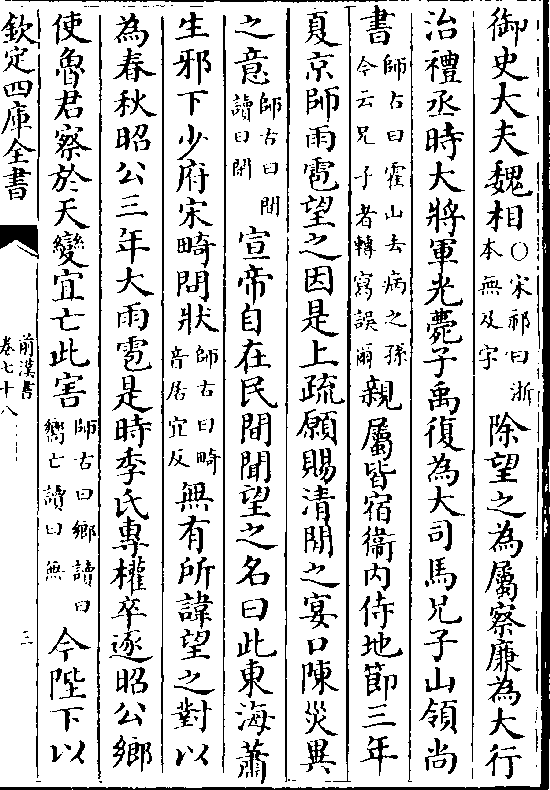 御史大夫魏相○宋祁曰浙本無及字除望之為屬察廉為大行
治禮丞時大將軍光薨子禹復為大司馬兄子山領尚
書師古曰霍山去病之孫今云兄子者轉寫誤爾親屬皆宿衞内侍地節三年
夏京師雨雹望之因是上疏願賜清閒之宴口陳災異
之意師古曰閒讀曰閑宣帝自在民間聞望之名曰此東海蕭
生邪下少府宋畸問狀師古曰畸音居宜反無有所諱望之對以
為春秋昭公三年大雨雹是時季氏專權卒逐昭公鄉
使魯君察於天變宜亡此害師古曰鄉讀曰嚮亡讀曰無今陛下以
欽定四庫全書
前漢書
卷七十八
三